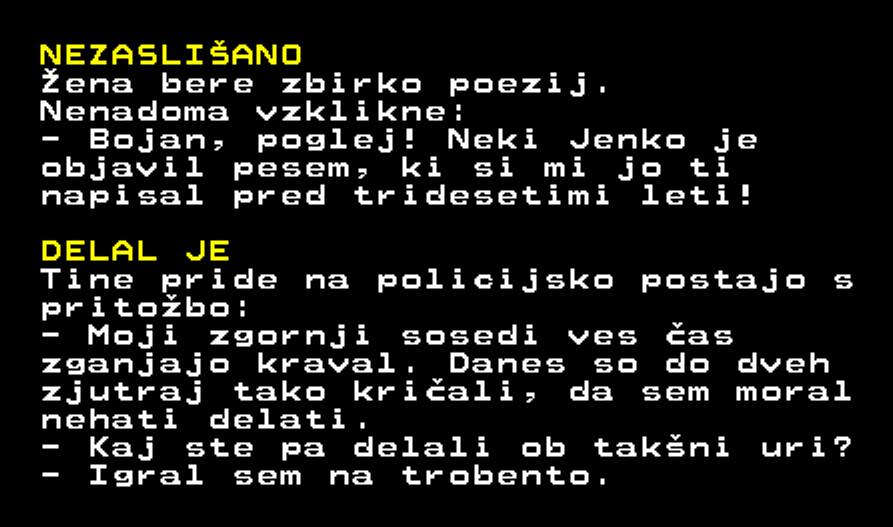 NEZASLIŠANO
Žena bere zbirko poezij.
Nenadoma vzklikne:
- Bojan, poglej! Neki Jenko je
objavil pesem, ki si mi jo ti
napisal pred tridesetimi leti!
DELAL JE
Tine pride na policijsko postajo s
pritožbo:
- Moji zgornji sosedi ves čas
zganjajo kraval. Danes so do dveh
zjutraj tako kričali, da sem moral
nehati delati.
- Kaj ste pa delali ob takšni uri?
- Igral sem na trobento.